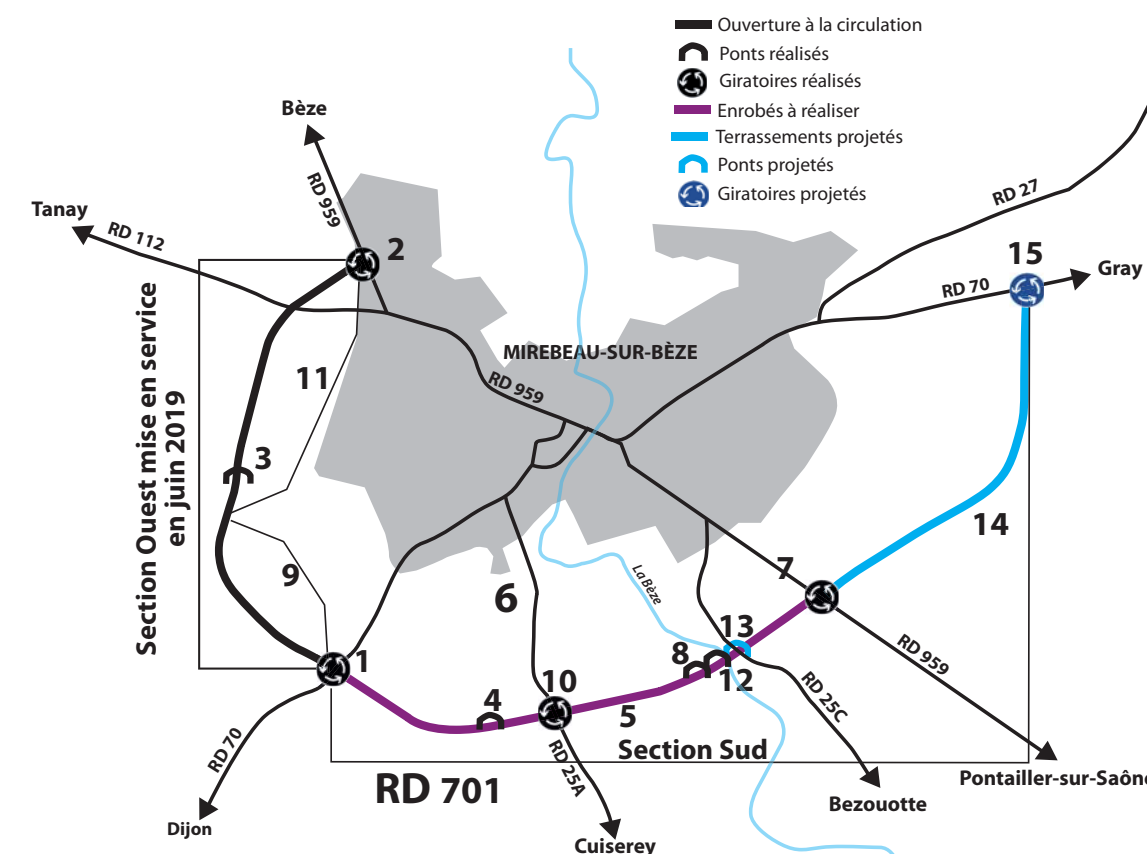 Ouverture à la circulation
Ponts réalisés
Giratoires réalisés
Enrobés à réaliser
Terrassements projetés
Ponts projetés
Giratoires projetés
Bèze
RD 959
Tanay
RD 112
2
RD 27
15
Gray
RD 70
MIREBEAU-SUR-BÈZE
RD 959
11
3
Section Ouest mise en service
en juin 2019
9
6
La Bèze
7
14
13
8
12
1
10
4
5
RD 959
RD 25C
Section Sud
RD 70
RD 701
RD 25A
Pontailler-sur-Saôn
Bezouotte
Dijon
Cuiserey